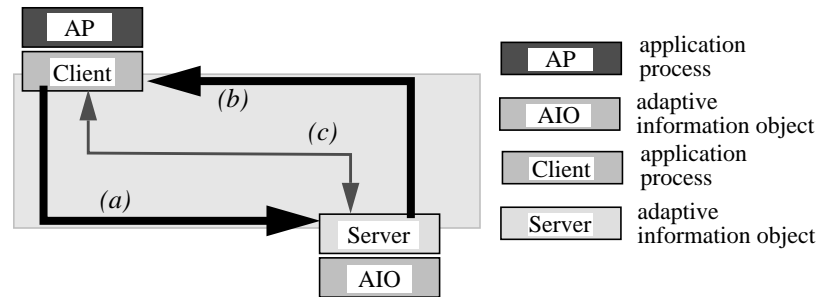 AP
Client
(b)
(c)
(a)
Server
AIO
AP
application
process
AIO
adaptive
information object
Client
application
process
Server
adaptive
information object